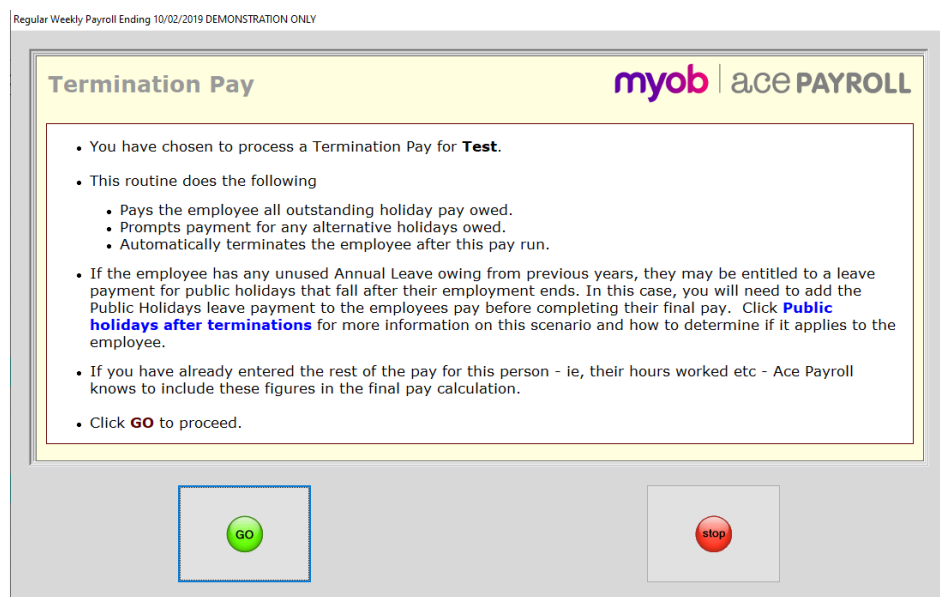 Regular Weekly Payroll Ending 10/02/2019 DEMONSTRATION ONLY
Termination Pay
myob | ace PAYROLL
• You have chosen to process a Termination Pay for Test.
• This routine does the following
• Pays the employee all outstanding holiday pay owed.
• Prompts payment for any alternative holidays owed.
• Automatically terminates the employee after this pay run.
• If the employee has any unused Annual Leave owing from previous years, they may be entitled to a leave
payment for public holidays that fall after their employment ends. In this case, you will need to add the
Public Holidays leave payment to the employees pay before completing their final pay. Click Public
holidays after terminations for more information on this scenario and how to determine if it applies to the
employee.
• If you have already entered the rest of the pay for this person - ie, their hours worked etc - Ace Payroll
knows to include these figures in the final pay calculation.
• Click GO to proceed.
GO
stop